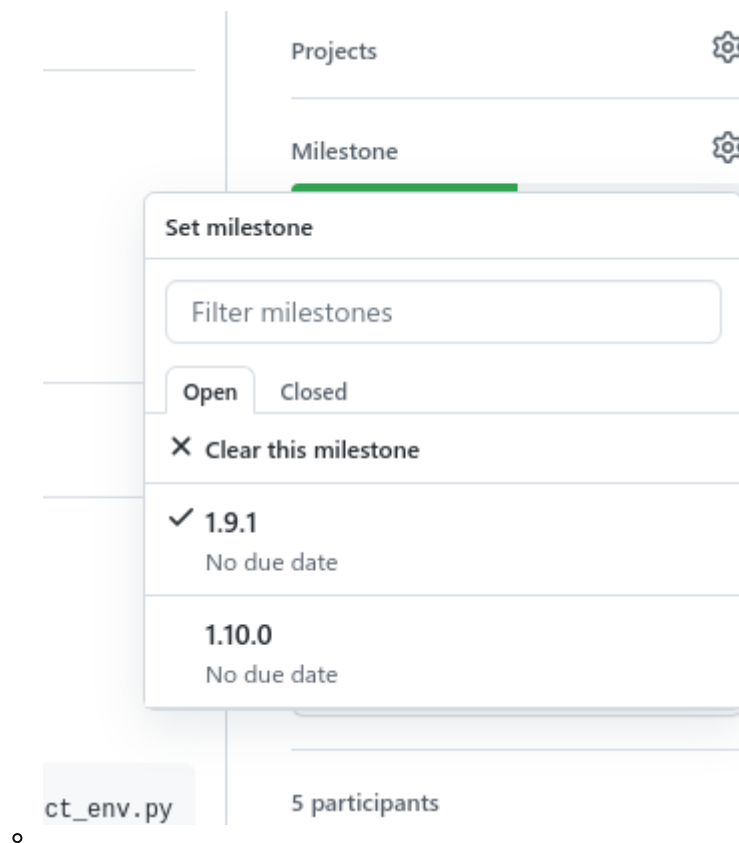 Projects
Milestone
Set milestone
Filter milestones
Open Closed
Clear this milestone
1.9.1
No due date
1.10.0
No due date
ct_env.py
5 participants